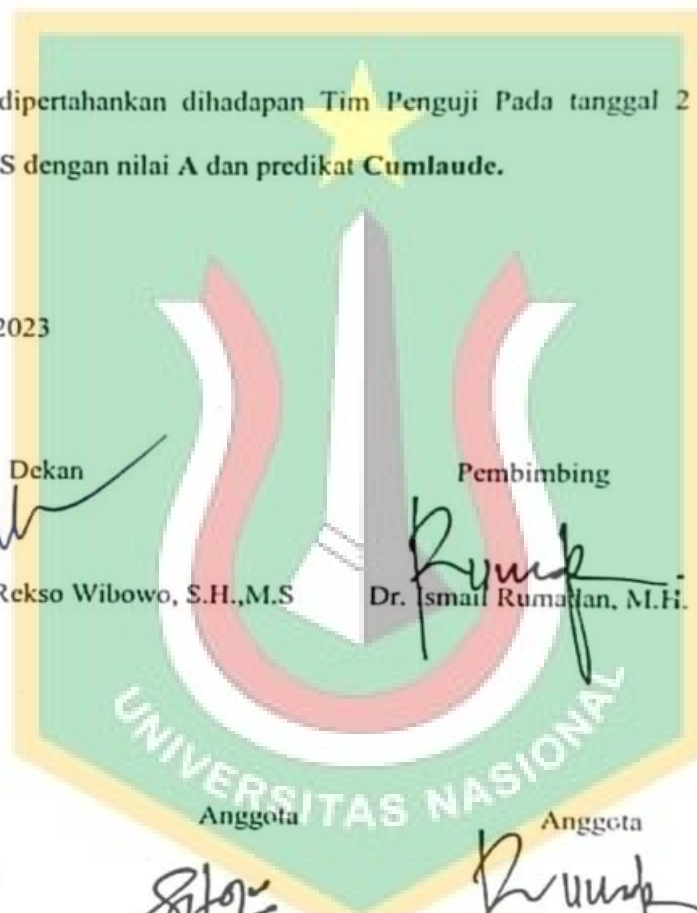 dipertahankan dihadapan Tim Penguji Pada tanggal 2
S dengan nilai A dan predikat Cumlaude.
2023
Dekan Pembimbing
Rekso Wibowo, S.H.,M.S Dr. Ismail Rumadan, M.H.
UNIVERSITAS NASIONAL
Anggota Anggota